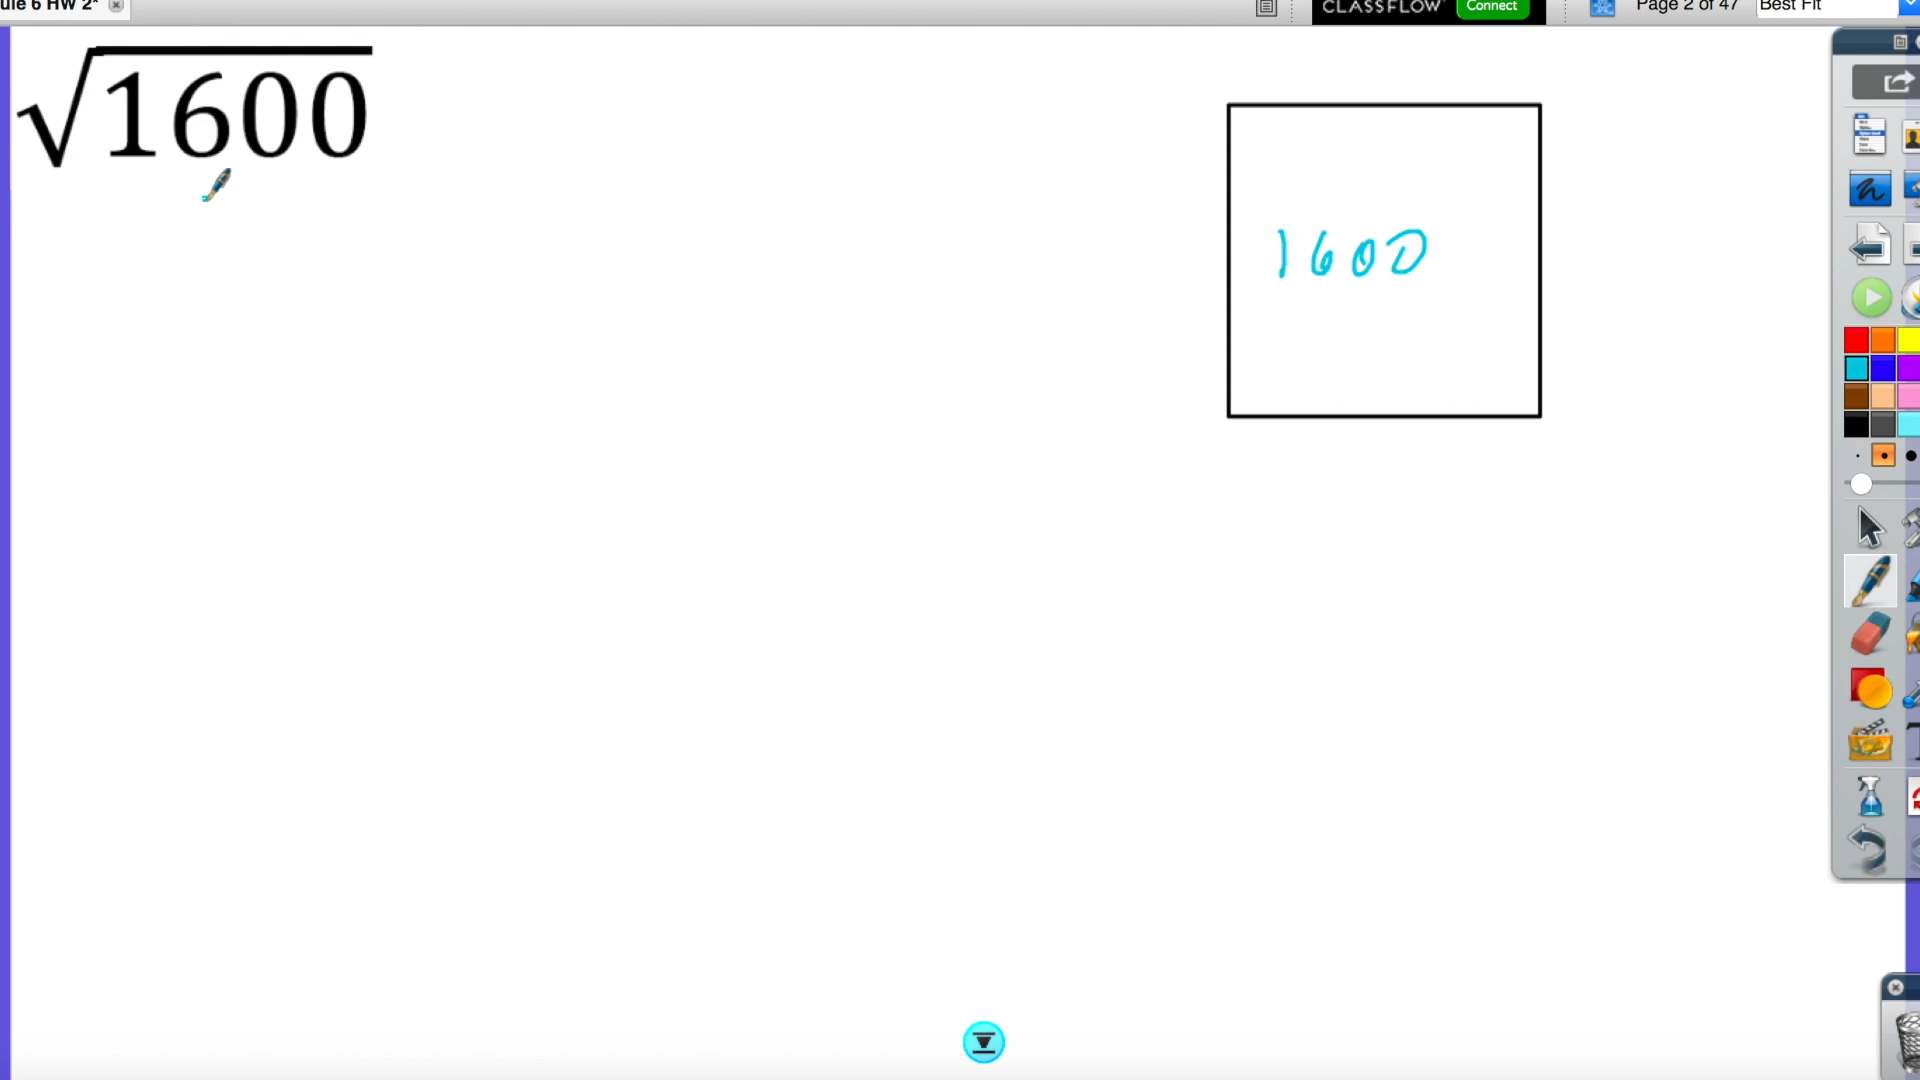 ule 6 HW 2*
CLASSFLOW
Connect
Page 2 of 47
Best Fit
√1600
1600